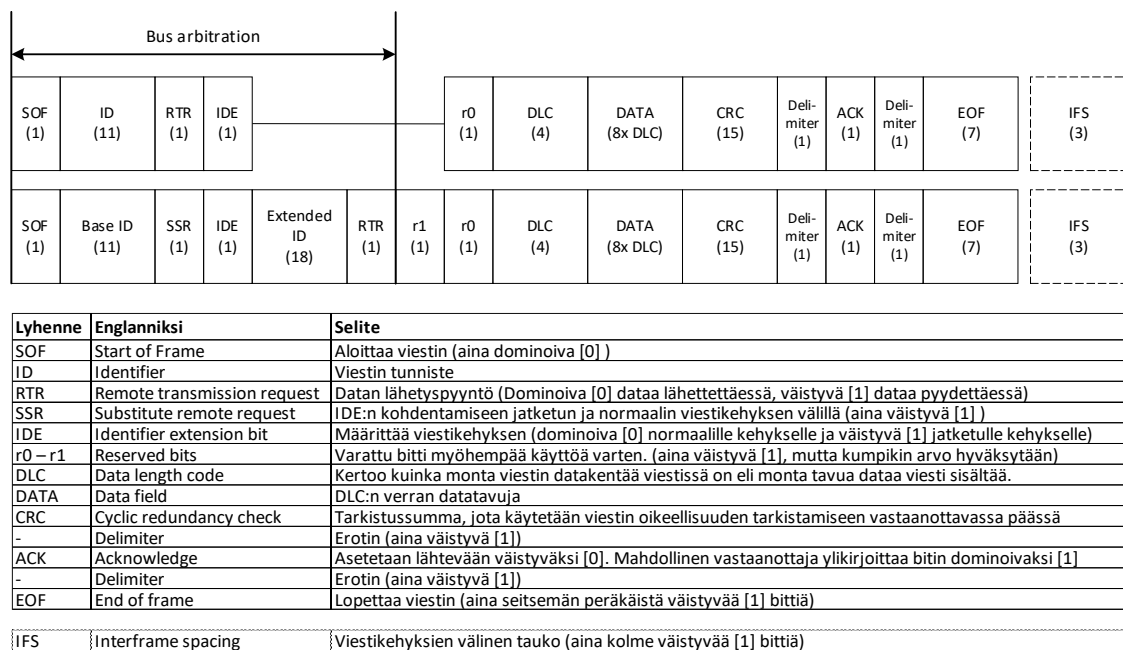 Bus arbitration
SOF (1) ID (11) RTR (1) IDE (1) r0 (1) DLC (4) DATA (8x DLC) CRC (15) Deli-miter (1) ACK (1) Deli-miter (1) EOF (7) IFS (3)
SOF (1) Base ID (11) SSR (1) IDE (1) Extended ID (18) RTR (1) r1 (1) r0 (1) DLC (4) DATA (8x DLC) CRC (15) Deli-miter (1) ACK (1) Deli-miter (1) EOF (7) IFS (3)
Lyhenne Englanniksi Selite
SOF Start of Frame Aloittaa viestin (aina dominoiva [0] )
ID Identifier Viestin tunniste
RTR Remote transmission request Datan lähetyspyyntö (Dominoiva [0] dataa lähettettäessä, väistyvä [1] dataa pyydettäessä)
SSR Substitute remote request IDE:n kohdentamiseen jatketun ja normaalin viestikehyksen välillä (aina väistyvä [1] )
IDE Identifier extension bit Määrittää viestikehyksen (dominoiva [0] normaalille kehykselle ja väistyvä [1] jatketulle kehykselle)
r0 – r1 Reserved bits Varattu bitti myöhempää käyttöä varten. (aina väistyvä [1], mutta kumpikin arvo hyväksytään)
DLC Data length code Kertoo kuinka monta viestin datakentää viestissä on eli monta tavua dataa viesti sisältää.
DATA Data field DLC:n verran datatavuja
CRC Cyclic redundancy check Tarkistussumma, jota käytetään viestin oikeellisuuden tarkistamiseen vastaanottavassa päässä
- Delimiter Erotin (aina väistyvä [1])
ACK Acknowledge Asetetaan lähtevään väistyväksi [0]. Mahdollinen vastaanottaja ylikirjoittaa bitin dominoivaksi [1]
- Delimiter Erotin (aina väistyvä [1])
EOF End of frame Lopettaa viestin (aina seitsemän peräkäistä väistyvää [1] bittiä)
IFS Interframe spacing Viestikehyksien välinen tauko (aina kolme väistyvää [1] bittiä)